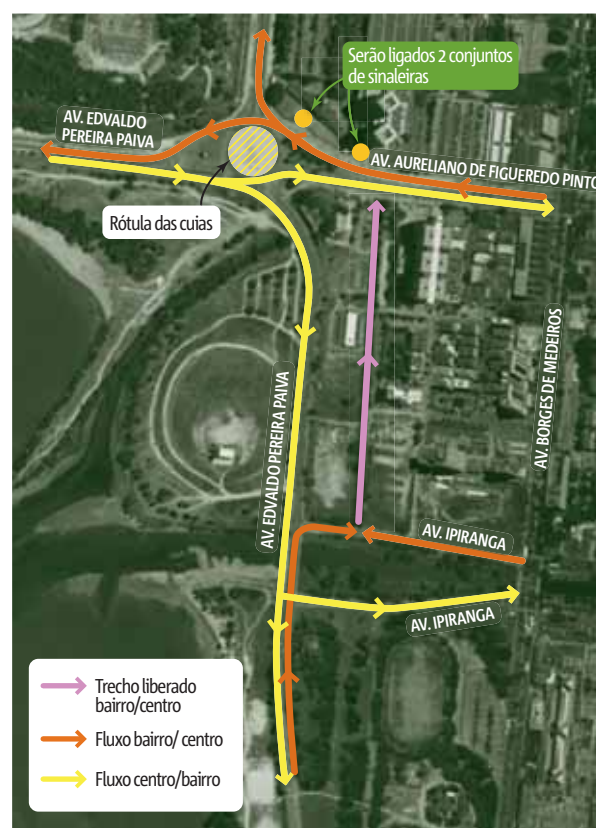 Serão ligados 2 conjuntos
de sinaleiras
AV. EDVALDO
PEREIRA PAIVA
AV. AURELIANO DE FIGUEREDO PINTO
Rótula das cuias
AV. EDVALDO PEREIRA PAIVA
AV. BORGES DE MEDEIROS
AV. IPIRANGA
AV. IPIRANGA
Trecho liberado
bairro/centro
Fluxo bairro/ centro
Fluxo centro/bairro